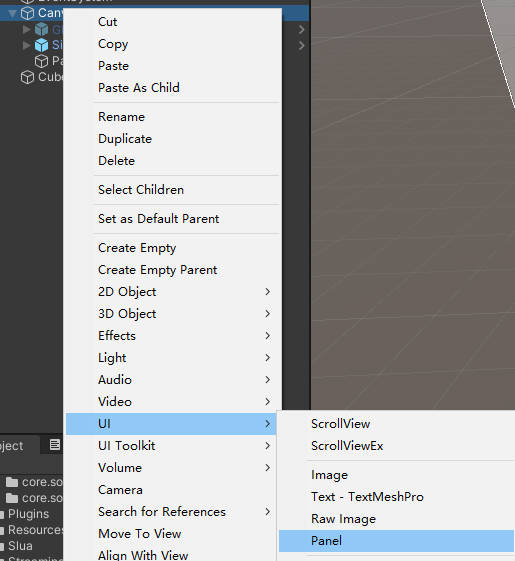 Cut
Copy
Paste
Paste As Child
Rename
Duplicate
Delete
Select Children
Set as Default Parent
Create Empty
Create Empty Parent
2D Object
3D Object
Effects
Light
Audio
Video
UI
UI Toolkit
Volume
Camera
Search for References
Move To View
Align With View
ScrollView
ScrollViewEx
Image
Text - TextMeshPro
Raw Image
Panel
Canv
Si
Pa
Cube
oject
core.so
core.so
Plugins
Resources
Slua